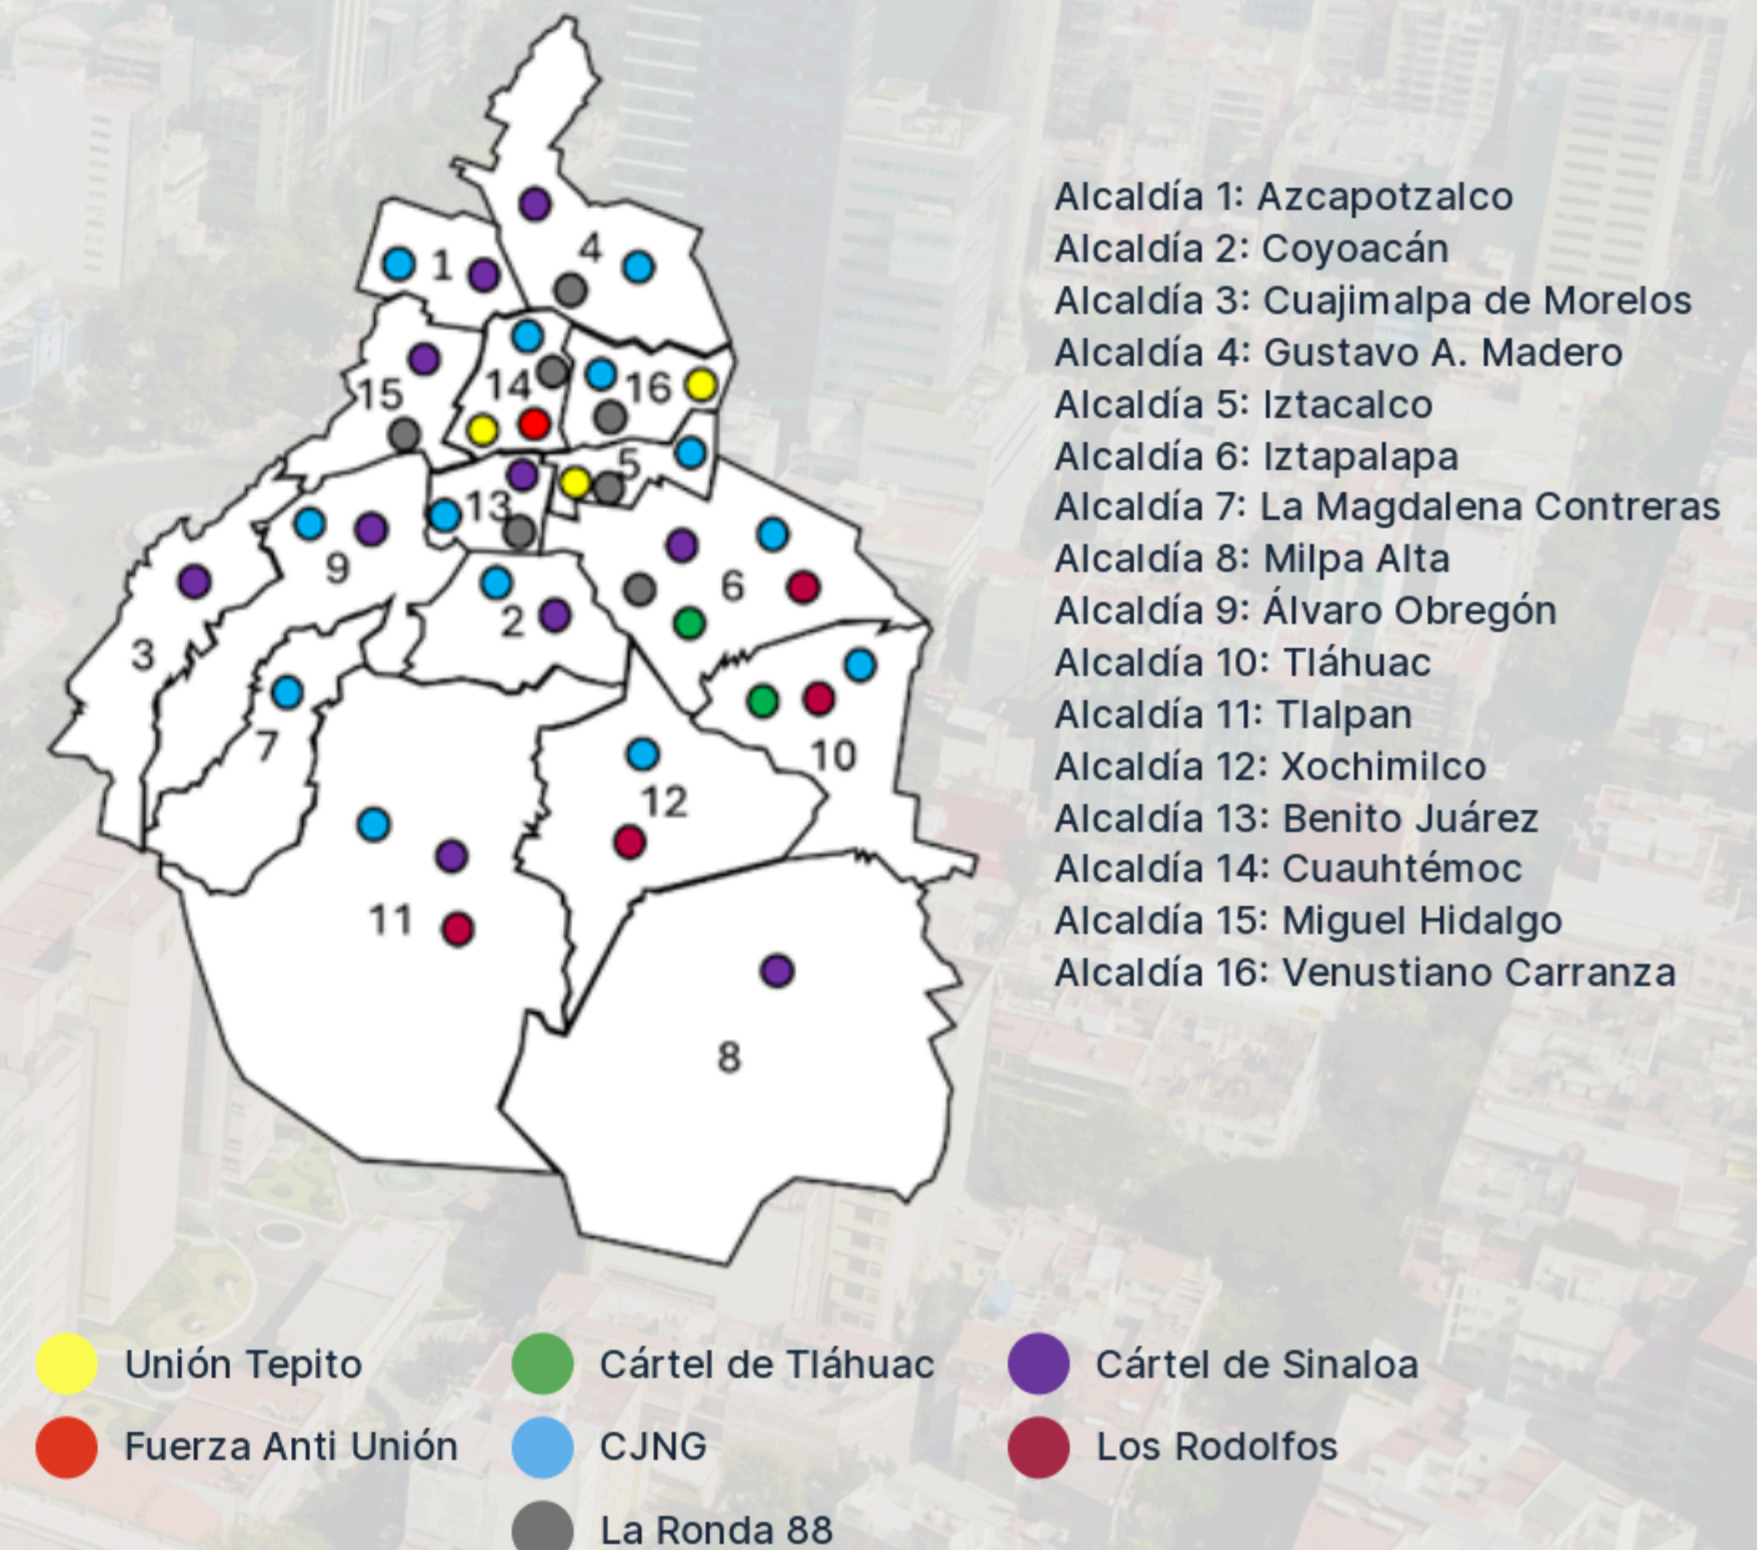 4
1
14
16
15
5
13
9
6
2
3
7
10
12
11
8
Alcaldía 1: Azcapotzalco
Alcaldía 2: Coyoacán
Alcaldía 3: Cuajimalpa de Morelos
Alcaldía 4: Gustavo A. Madero
Alcaldía 5: Iztacalco
Alcaldía 6: Iztapalapa
Alcaldía 7: La Magdalena Contreras
Alcaldía 8: Milpa Alta
Alcaldía 9: Álvaro Obregón
Alcaldía 10: Tláhuac
Alcaldía 11: Tlalpan
Alcaldía 12: Xochimilco
Alcaldía 13: Benito Juárez
Alcaldía 14: Cuauhtémoc
Alcaldía 15: Miguel Hidalgo
Alcaldía 16: Venustiano Carranza
Unión Tepito
Cártel de Tláhuac
Cártel de Sinaloa
Fuerza Anti Unión
CJNG
Los Rodolfos
La Ronda 88